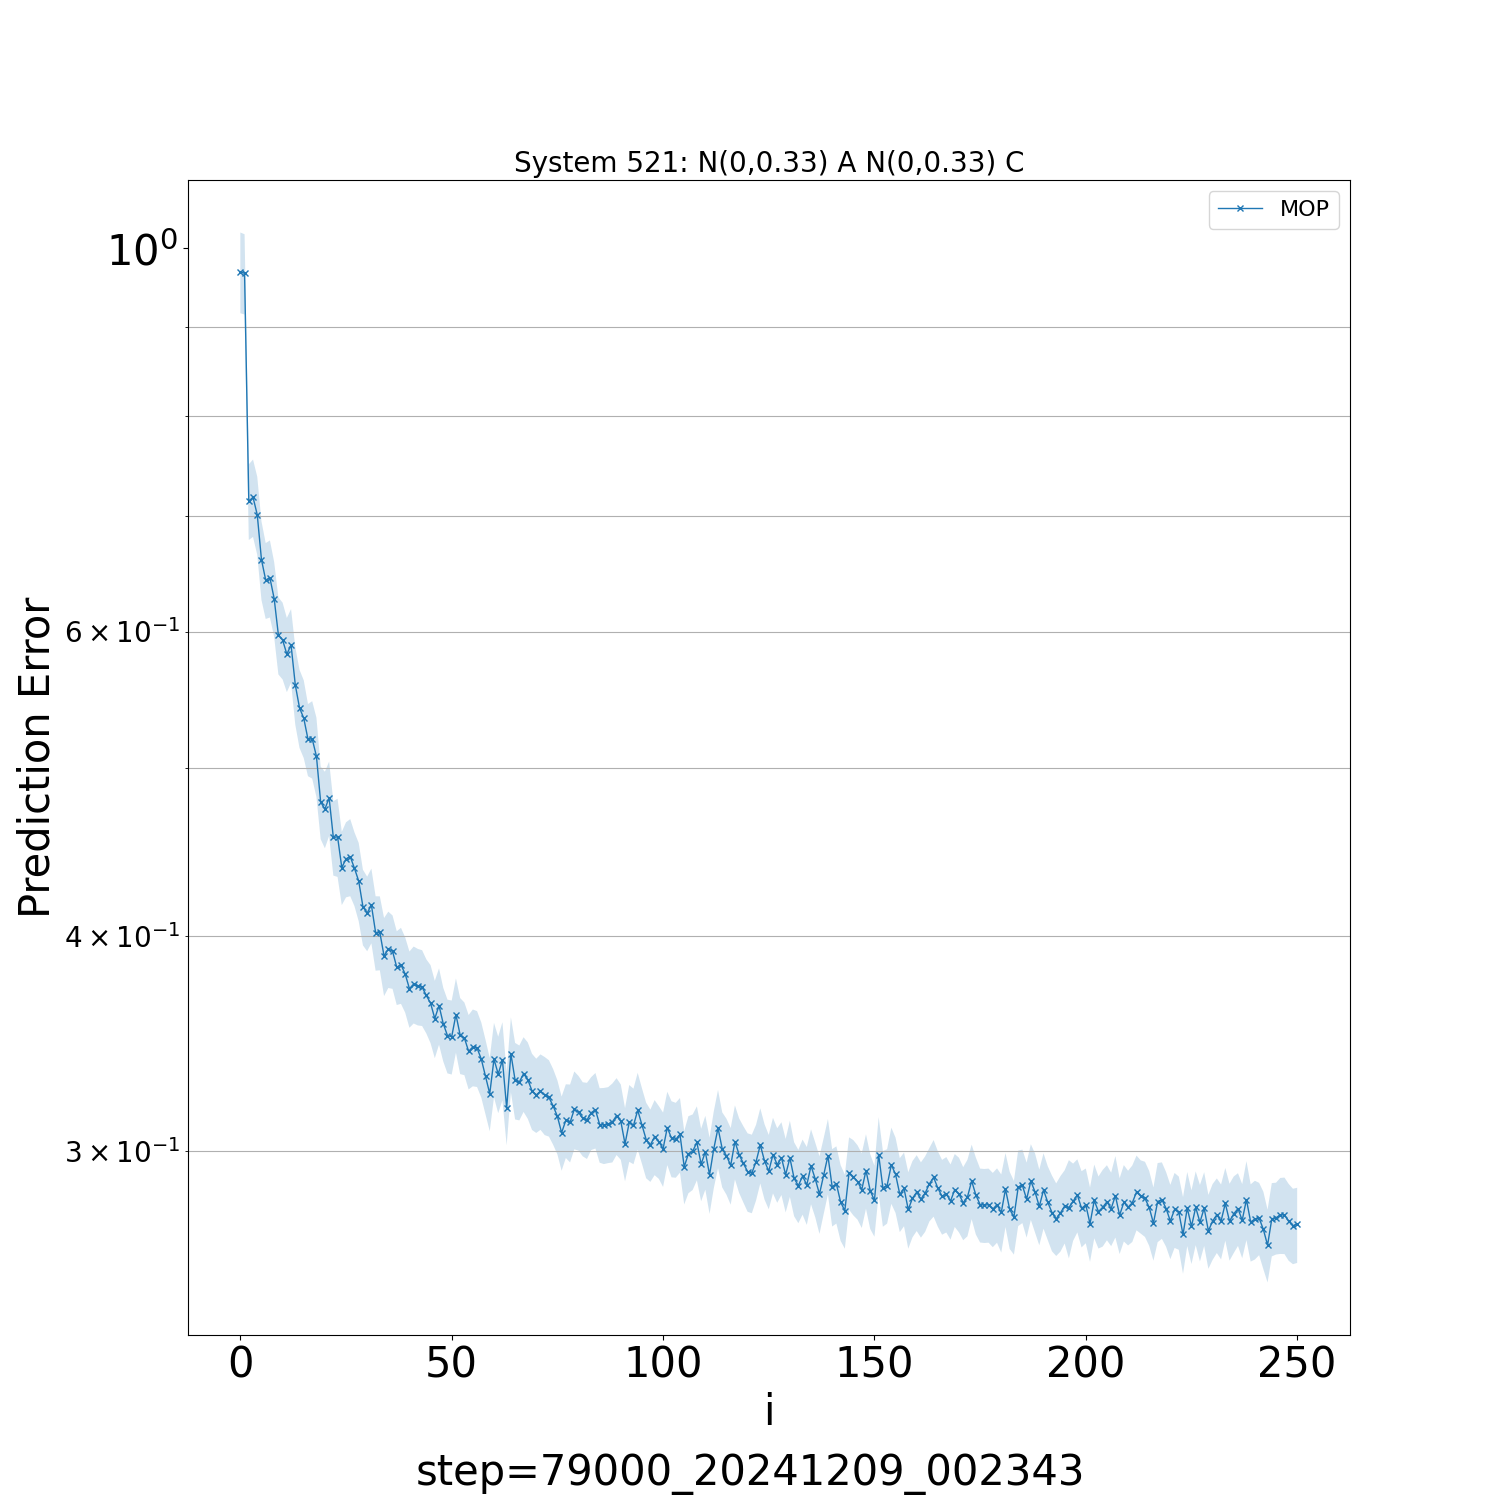 System 521: N(0,0.33) A N(0,0.33) C
MOP
10⁰
6 × 10⁻¹
4 × 10⁻¹
3 × 10⁻¹
Prediction Error
0 50 100 150 200 250
i
step=79000_20241209_002343